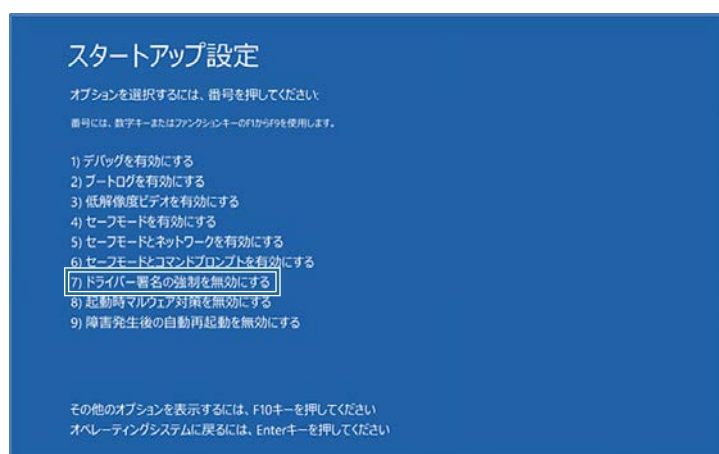 スタートアップ設定
オプションを選択するには、番号を押してください:
番号には、数字キーまたはファンクションキーのF1からF9を使用します。
1) デバッグを有効にする
2) ブートログを有効にする
3) 低解像度ビデオを有効にする
4) セーフモードを有効にする
5) セーフモードとネットワークを有効にする
6) セーフモードとコマンドプロンプトを有効にする
7) ドライバー署名の強制を無効にする
8) 起動時マルウェア対策を無効にする
9) 障害発生後の自動再起動を無効にする
その他のオプションを表示するには、F10キーを押してください
オペレーティングシステムに戻るには、Enterキーを押してください